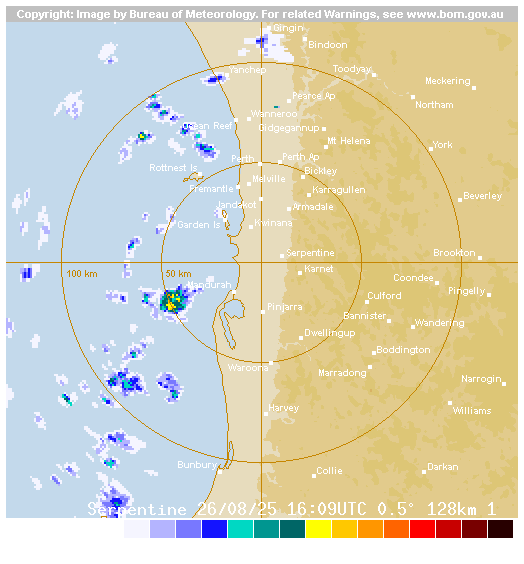 Copyright: Image by Bureau of Meteorology. For related Warnings, see www.bom.gov.au
Gingin
Bindoon
Yanchep
Toodyay
Meckering
Pearce Ap
Northam
Wanneroo
Ocean Reef
Gidgegannup
Mt Helena
York
Perth
Perth Ap
Rottnest Is
Bickley
Melville
Fremantle
Karragullen
Beverley
Jandakot
Armadale
Garden Is
Kwinana
Serpentine
Brookton
100 km
50 km
Karnet
Coondee
Mandurah
Cufford
Pingelly
Pinjarra
Bannister
Wandering
Dwellingup
Boddington
Waroona
Marradong
Narrogin
Harvey
Williams
Bunbury
Collie
Darkan
Serpentine 26/08/25 16:09UTC 0.5° 128km 1